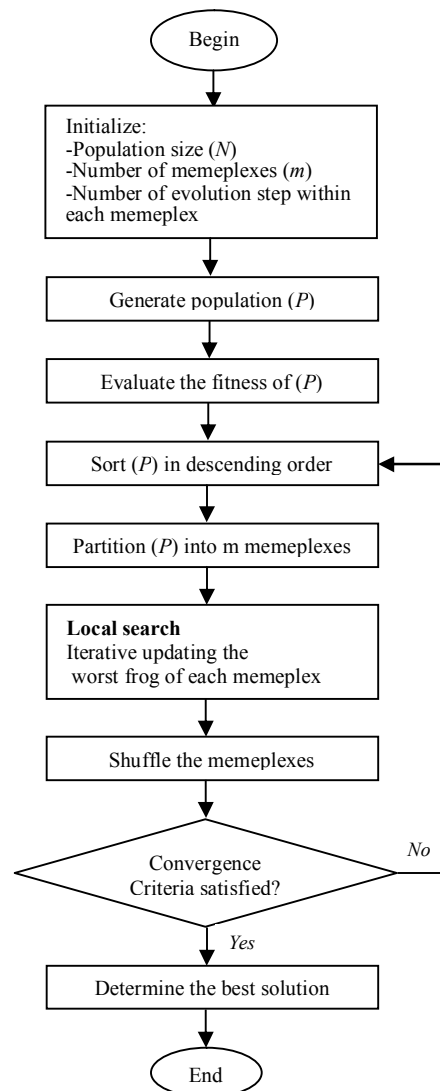 Begin
Initialize:
-Population size (N)
-Number of memeplexes (m)
-Number of evolution step within
each memeplex
Generate population (P)
Evaluate the fitness of (P)
Sort (P) in descending order
Partition (P) into m memeplexes
Local search
Iterative updating the
worst frog of each memeplex
Shuffle the memeplexes
Convergence
Criteria satisfied?
No
Yes
Determine the best solution
End